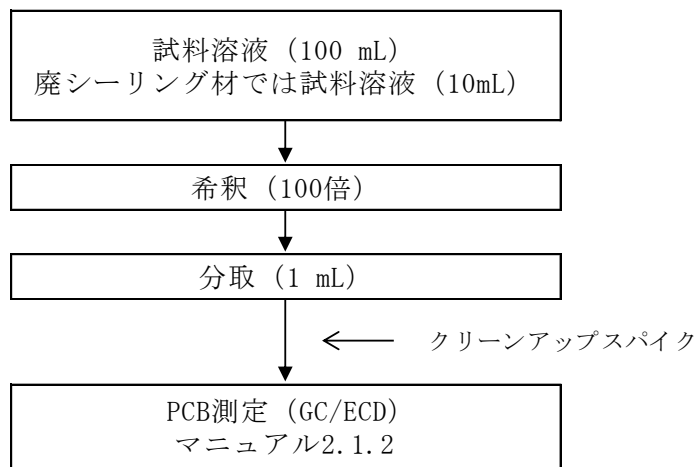 試料溶液（100 mL）
廃シーリング材では試料溶液（10mL）
希釈（100倍）
分取（1 mL）
クリーンアップスパイク
PCB測定（GC/ECD）
マニュアル2.1.2